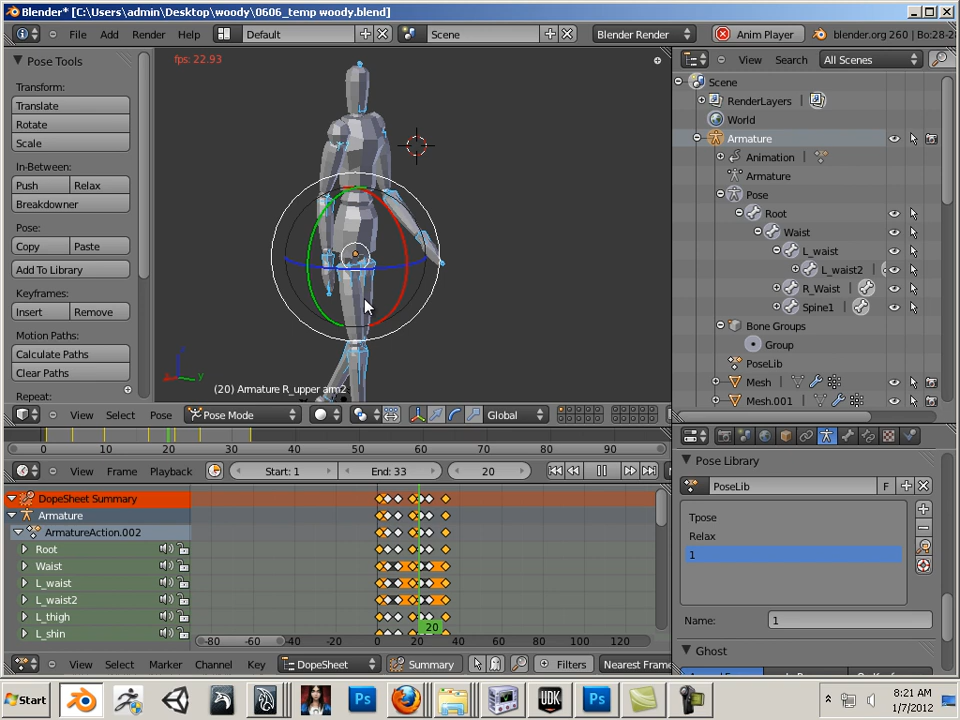 Blender* [C:\Users\admin\Desktop\woody\0606_temp woody.blend]
File Add Render Help Default Scene Blender Render Anim Player blender.org 260 | Bo:28-2
Pose Tools
Transform:
Translate
Rotate
Scale
In-Between:
Push Relax
Breakdowner
Pose:
Copy Paste
Add To Library
Keyframes:
Insert Remove
Motion Paths:
Calculate Paths
Clear Paths
Repeat:
fps: 22.93
(20) Armature R_upper arm2
View Select Pose Pose Mode Global
View Search All Scenes
Scene
RenderLayers
World
Armature
Animation
Armature
Pose
Root
Waist
L_waist
L_waist2
R_Waist
Spine1
Bone Groups
Group
PoseLib
Mesh
Mesh.001
0 10 20 30 40 50 60 70 80 90
View Frame Playback Start: 1 End: 33 20
DopeSheet Summary
Armature
ArmatureAction.002
Root
Waist
L_waist
L_waist2
L_thigh
L_shin
20
-80 -60 -40 -20 0 20 40 60 80 100 120
View Select Marker Channel Key DopeSheet Summary Filters Nearest Frame
Pose Library
PoseLib F
Tpose
Relax
1
Name: 1
Ghost
Start Ps UDK Ps
8:21 AM
1/7/2012